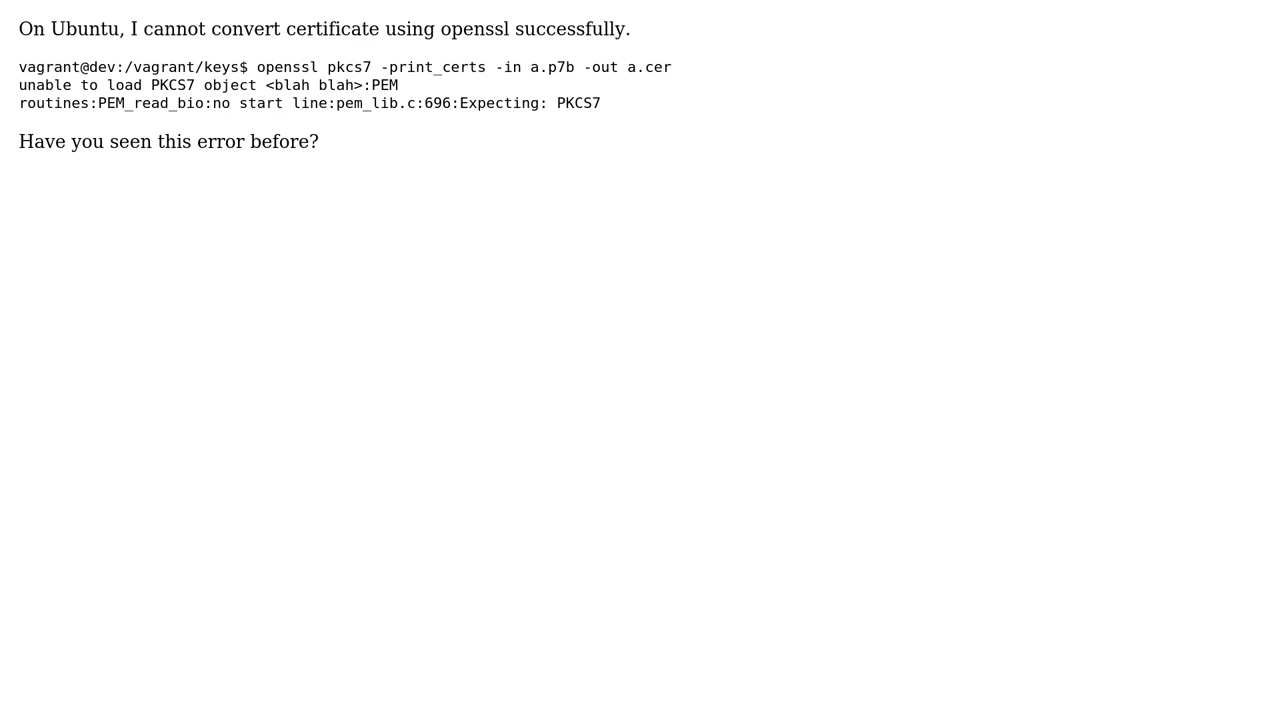 On Ubuntu, I cannot convert certificate using openssl successfully.
vagrant@dev:/vagrant/keys$ openssl pkcs7 -print_certs -in a.p7b -out a.cer
unable to load PKCS7 object <blah blah>:PEM
routines:PEM_read_bio:no start line:pem_lib.c:696:Expecting: PKCS7
Have you seen this error before?